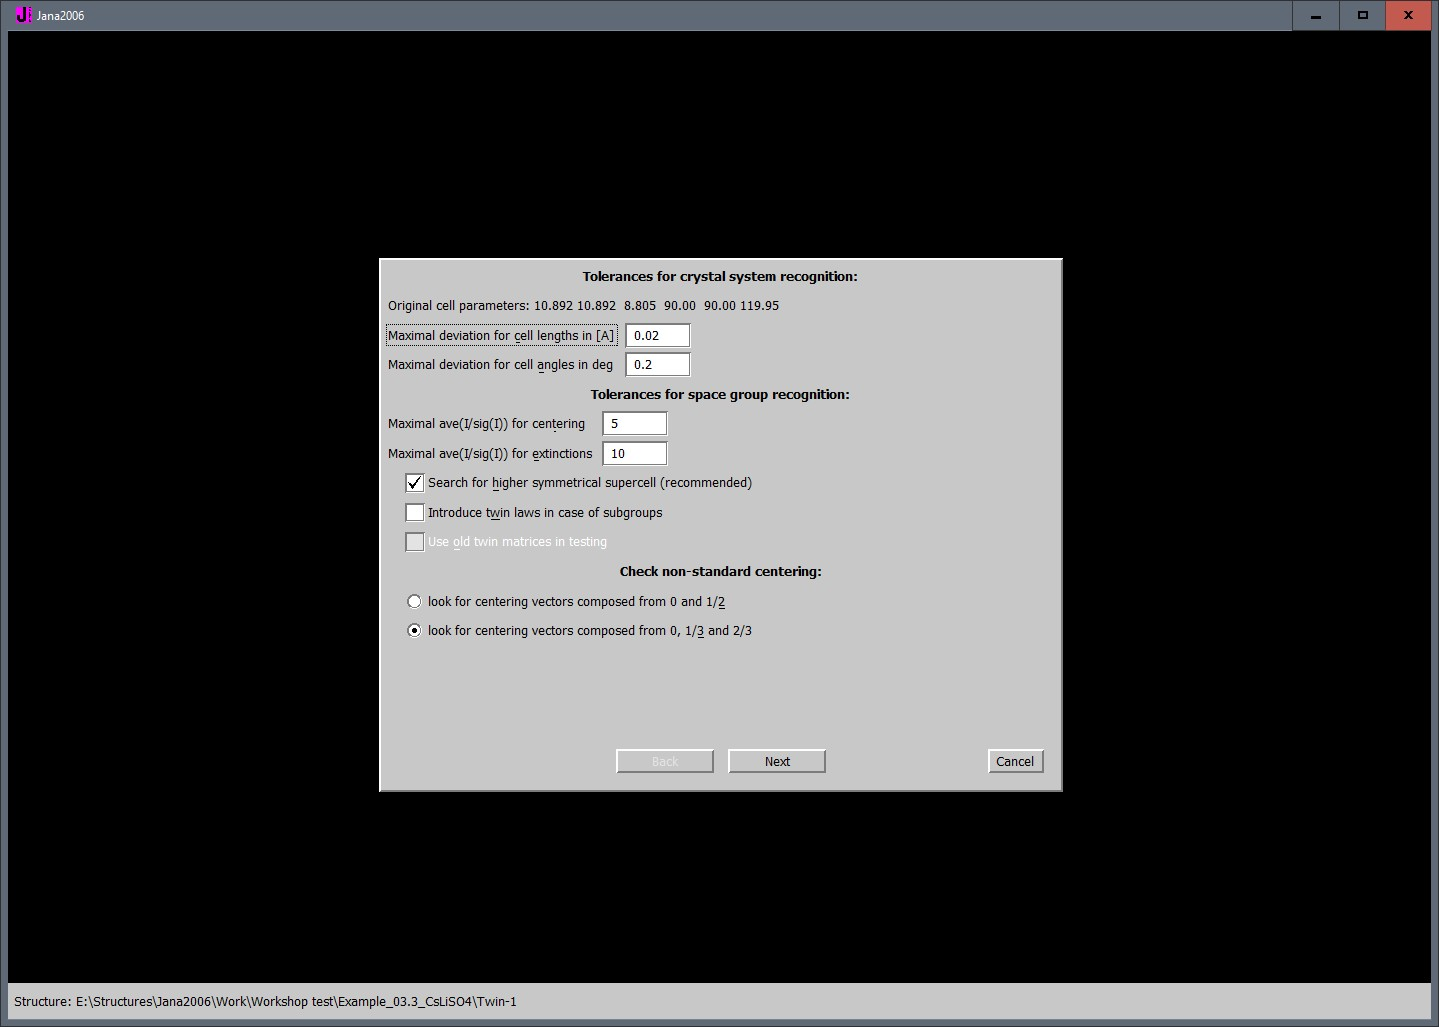 Jana2006
Tolerances for crystal system recognition:
Original cell parameters: 10.892 10.892  8.805  90.00  90.00 119.95
Maximal deviation for cell lengths in [A] 0.02
Maximal deviation for cell angles in deg 0.2
Tolerances for space group recognition:
Maximal ave(I/sig(I)) for centering 5
Maximal ave(I/sig(I)) for extinctions 10
Search for higher symmetrical supercell (recommended)
Introduce twin laws in case of subgroups
Use old twin matrices in testing
Check non-standard centering:
look for centering vectors composed from 0 and 1/2
look for centering vectors composed from 0, 1/3 and 2/3
Back Next Cancel
Structure: E:\Structures\Jana2006\Work\Workshop test\Example_03.3_CsLiSO4\Twin-1